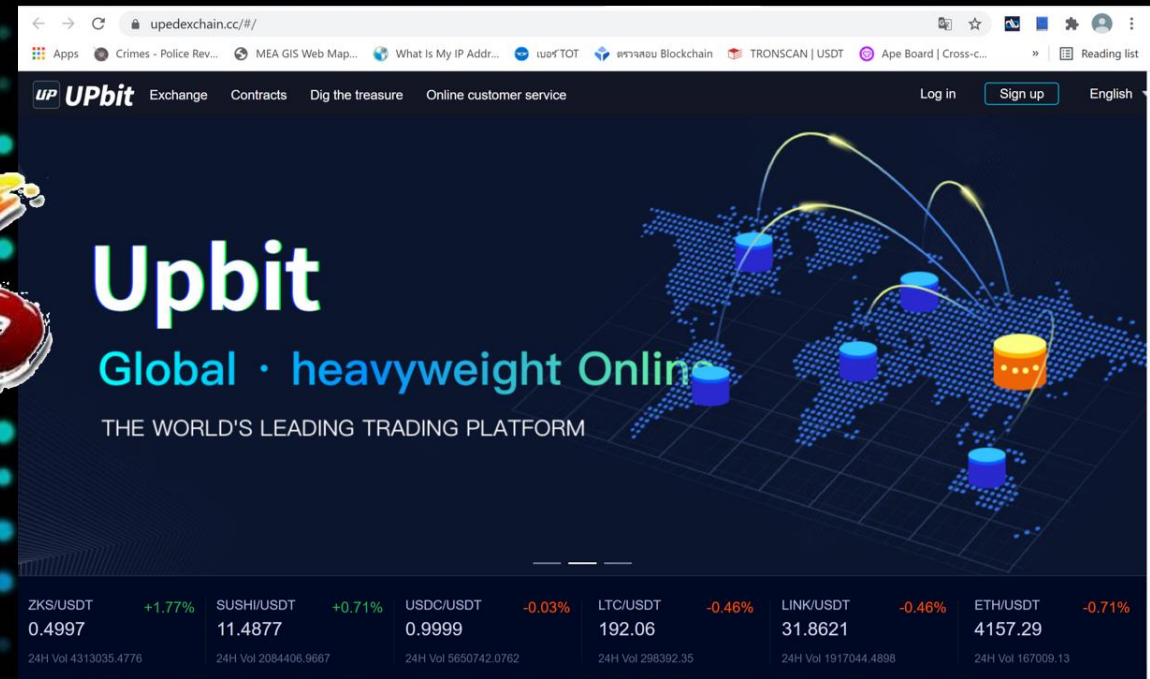 upedexchain.cc/#/
Apps Crimes - Police Rev... MEA GIS Web Map... What Is My IP Addr... เบอร์ TOT ตรวจสอบ Blockchain TRONSCAN | USDT Ape Board | Cross-c... » Reading list
UP UPbit Exchange Contracts Dig the treasure Online customer service Log in Sign up English
Upbit
Global · heavyweight Online
THE WORLD'S LEADING TRADING PLATFORM
ZKS/USDT +1.77% SUSHI/USDT +0.71% USDC/USDT -0.03% LTC/USDT -0.46% LINK/USDT -0.46% ETH/USDT -0.71%
0.4997 11.4877 0.9999 192.06 31.8621 4157.29
24H Vol 4313035.4776 24H Vol 2084406.9667 24H Vol 5650742.0762 24H Vol 298392.35 24H Vol 1917044.4898 24H Vol 167009.13